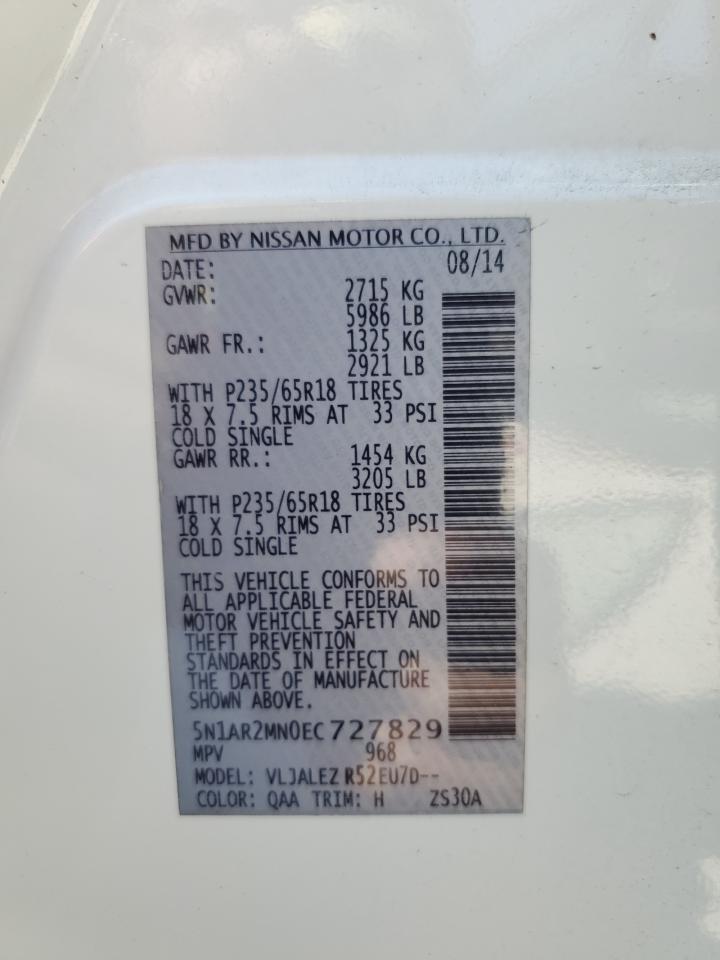 MFD BY NISSAN MOTOR CO., LTD.
DATE: 08/14
GVWR: 2715 KG
5986 LB
GAWR FR.: 1325 KG
2921 LB
WITH P235/65R18 TIRES
18 X 7.5 RIMS AT 33 PSI
COLD SINGLE
GAWR RR.: 1454 KG
3205 LB
WITH P235/65R18 TIRES
18 X 7.5 RIMS AT 33 PSI
COLD SINGLE
THIS VEHICLE CONFORMS TO
ALL APPLICABLE FEDERAL
MOTOR VEHICLE SAFETY AND
THEFT PREVENTION
STANDARDS IN EFFECT ON
THE DATE OF MANUFACTURE
SHOWN ABOVE.
5N1AR2MN0EC727829
MPV 968
MODEL: VLJALEZ R52EU7D--
COLOR: QAA TRIM: H ZS30A